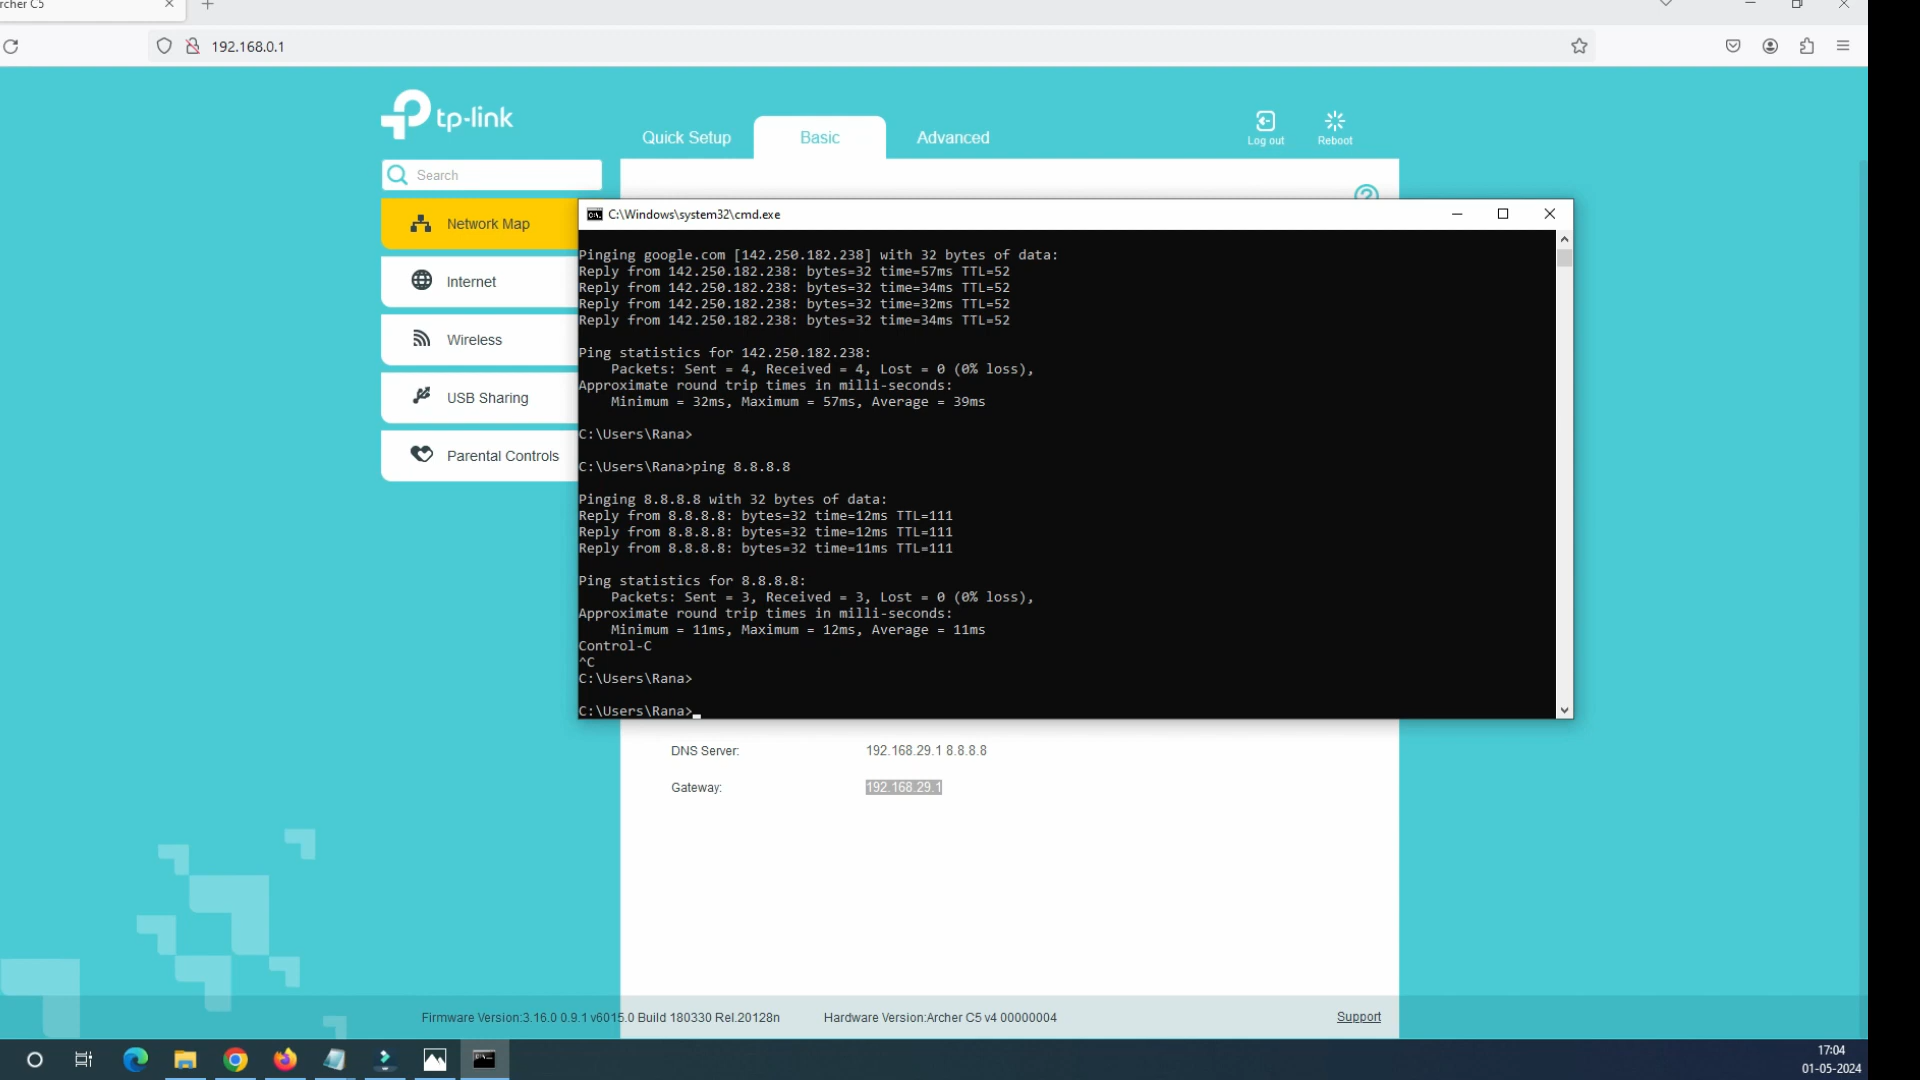 rcher C5
192.168.0.1
tp-link
Quick Setup
Basic
Advanced
Log out
Reboot
Search
Network Map
Internet
Wireless
USB Sharing
Parental Controls
C:\Windows\system32\cmd.exe
Pinging google.com [142.250.182.238] with 32 bytes of data:
Reply from 142.250.182.238: bytes=32 time=57ms TTL=52
Reply from 142.250.182.238: bytes=32 time=34ms TTL=52
Reply from 142.250.182.238: bytes=32 time=32ms TTL=52
Reply from 142.250.182.238: bytes=32 time=34ms TTL=52
Ping statistics for 142.250.182.238:
Packets: Sent = 4, Received = 4, Lost = 0 (0% loss),
Approximate round trip times in milli-seconds:
Minimum = 32ms, Maximum = 57ms, Average = 39ms
C:\Users\Rana>
C:\Users\Rana>ping 8.8.8.8
Pinging 8.8.8.8 with 32 bytes of data:
Reply from 8.8.8.8: bytes=32 time=12ms TTL=111
Reply from 8.8.8.8: bytes=32 time=12ms TTL=111
Reply from 8.8.8.8: bytes=32 time=11ms TTL=111
Ping statistics for 8.8.8.8:
Packets: Sent = 3, Received = 3, Lost = 0 (0% loss),
Approximate round trip times in milli-seconds:
Minimum = 11ms, Maximum = 12ms, Average = 11ms
Control-C
^C
C:\Users\Rana>
C:\Users\Rana>
DNS Server: 192.168.29.1 8.8.8.8
Gateway: 192.168.29.1
Firmware Version:3.16.0 0.9.1 v6015.0 Build 180330 Rel.20128n Hardware Version:Archer C5 v4 00000004 Support
17:04
01-05-2024